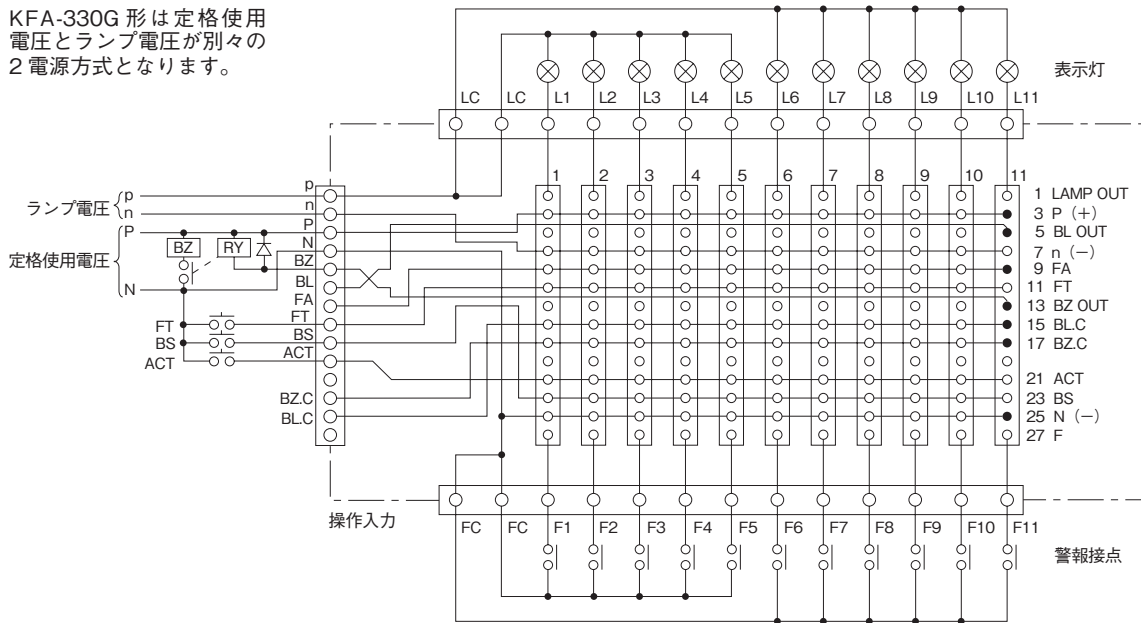 KFA-330G 形は定格使用
電圧とランプ電圧が別々の
2 電源方式となります。
表示灯
LC LC L1 L2 L3 L4 L5 L6 L7 L8 L9 L10 L11
1 2 3 4 5 6 7 8 9 10 11
ランプ電圧
p
n
定格使用電圧
P
N
BZ RY
FT
BS
ACT
p
n
P
N
BZ
BL
FA
FT
BS
ACT
BZ.C
BL.C
1 LAMP OUT
3 P (+)
5 BL OUT
7 n (−)
9 FA
11 FT
13 BZ OUT
15 BL.C
17 BZ.C
21 ACT
23 BS
25 N (−)
27 F
操作入力
FC FC F1 F2 F3 F4 F5 F6 F7 F8 F9 F10 F11
警報接点